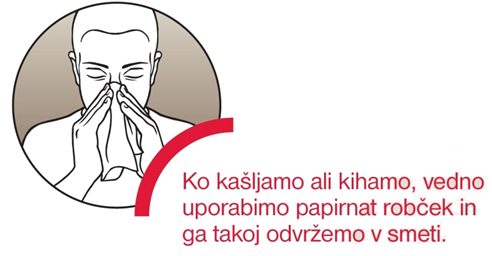 Ko kašljamo ali kihamo, vedno
uporabimo papirnat robček in
ga takoj odvržemo v smeti.